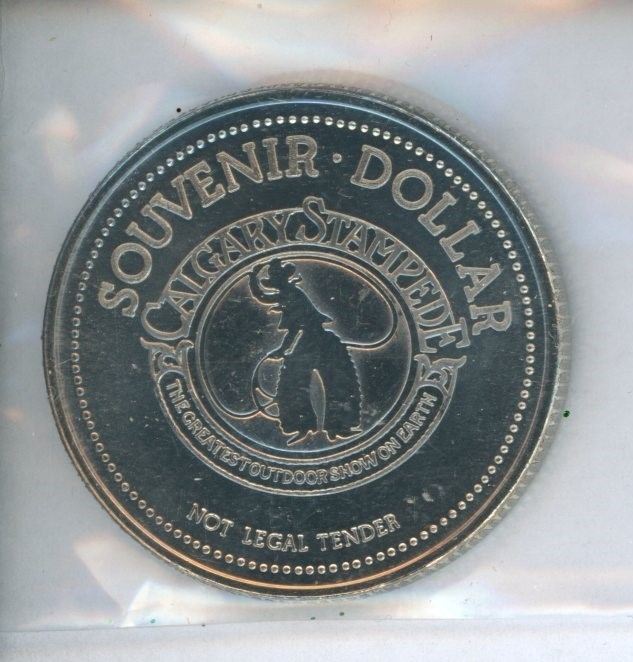 SOUVENIR · DOLLAR
CALGARY STAMPEDE
THE GREATEST OUTDOOR SHOW ON EARTH
NOT LEGAL TENDER